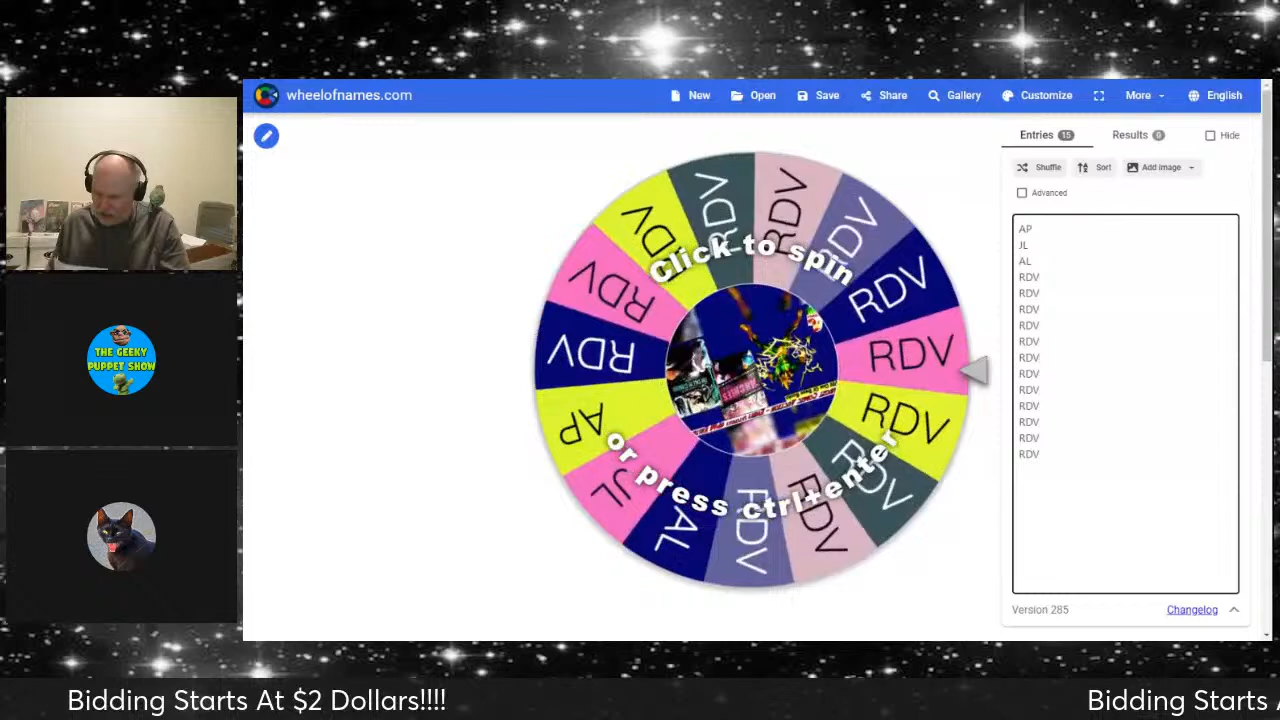 wheelofnames.com
New
Open
Save
Share
Gallery
Customize
More
English
Entries 15
Results 0
Hide
Shuffle
Sort
Add image
Advanced
AP
JL
AL
RDV
RDV
RDV
RDV
RDV
RDV
RDV
RDV
RDV
RDV
RDV
RDV
Version 285
Changelog
Click to spin
or press ctrl+enter
RDV
RDV
RDV
RDV
RDV
RDV
RDV
RDV
RDV
AL
JL
AP
RDV
RDV
RDV
THE GEEKY
PUPPET SHOW
Bidding Starts At $2 Dollars!!!!
Bidding Starts